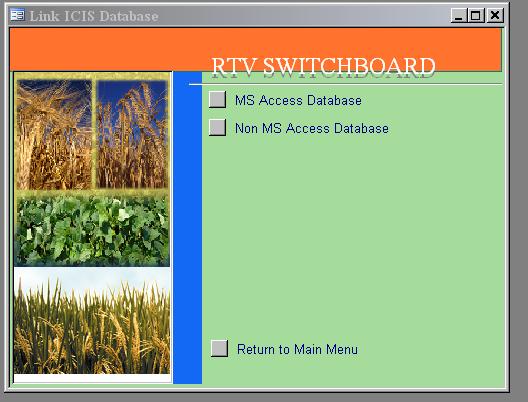 Link ICIS Database
RTV SWITCHBOARD
MS Access Database
Non MS Access Database
Return to Main Menu